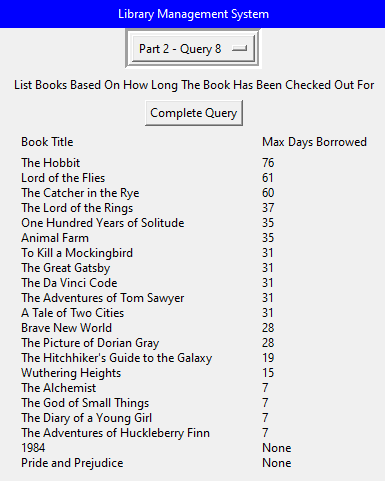 Library Management System
Part 2 - Query 8
List Books Based On How Long The Book Has Been Checked Out For
Complete Query
Book Title Max Days Borrowed
The Hobbit 76
Lord of the Flies 61
The Catcher in the Rye 60
The Lord of the Rings 37
One Hundred Years of Solitude 35
Animal Farm 35
To Kill a Mockingbird 31
The Great Gatsby 31
The Da Vinci Code 31
The Adventures of Tom Sawyer 31
A Tale of Two Cities 31
Brave New World 28
The Picture of Dorian Gray 28
The Hitchhiker's Guide to the Galaxy 19
Wuthering Heights 15
The Alchemist 7
The God of Small Things 7
The Diary of a Young Girl 7
The Adventures of Huckleberry Finn 7
1984 None
Pride and Prejudice None